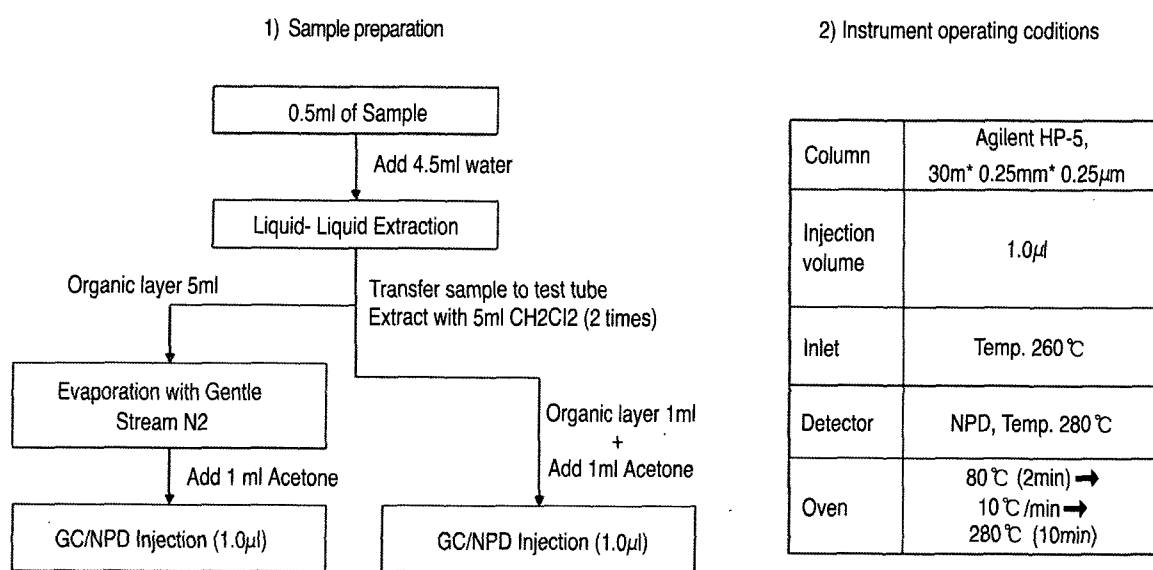 1) Sample preparation
0.5ml of Sample
Add 4.5ml water
Liquid- Liquid Extraction
Organic layer 5ml
Transfer sample to test tube
Extract with 5ml CH2Cl2 (2 times)
Evaporation with Gentle
Stream N2
Organic layer 1ml
+
Add 1ml Acetone
Add 1 ml Acetone
GC/NPD Injection (1.0μl)
GC/NPD Injection (1.0μl)
2) Instrument operating coditions
Column
Agilent HP-5,
30m* 0.25mm* 0.25μm
Injection
volume
1.0μl
Inlet
Temp. 260℃
Detector
NPD, Temp. 280℃
Oven
80℃ (2min) ➞
10℃/min ➞
280℃ (10min)